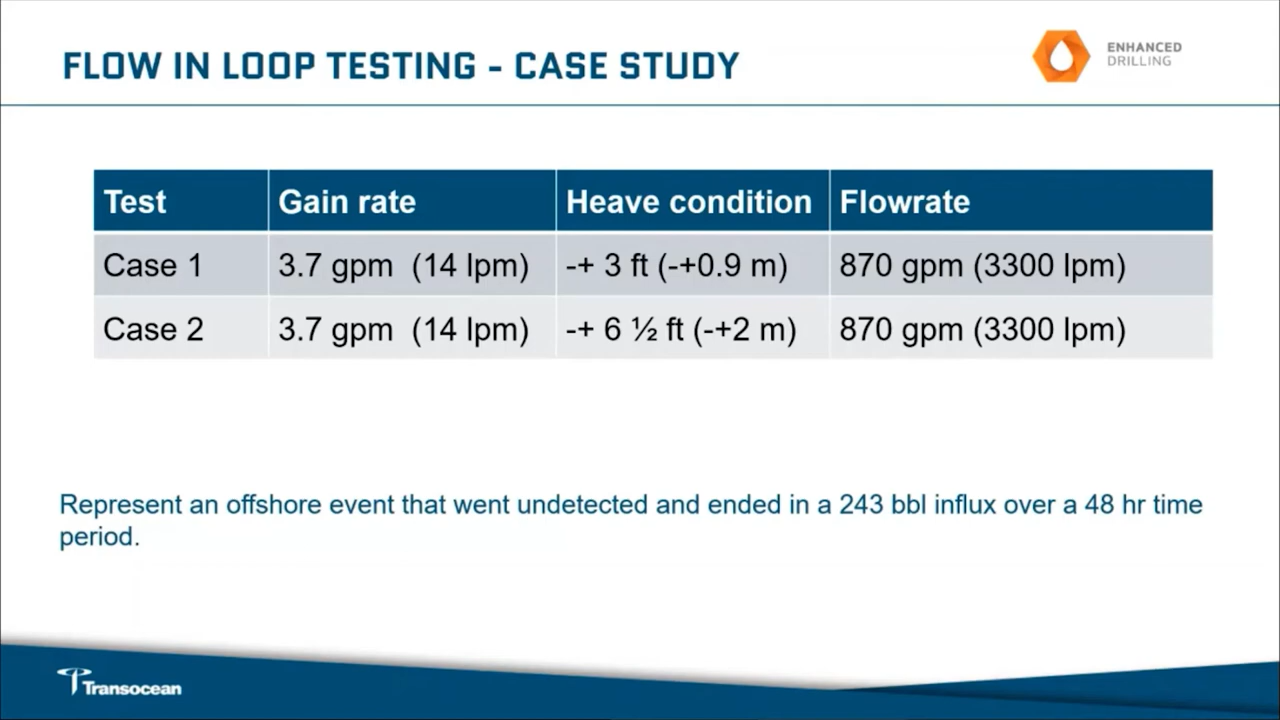 FLOW IN LOOP TESTING - CASE STUDY
ENHANCED
DRILLING
Test Gain rate Heave condition Flowrate
Case 1 3.7 gpm (14 lpm) -+ 3 ft (-+0.9 m) 870 gpm (3300 lpm)
Case 2 3.7 gpm (14 lpm) -+ 6 ½ ft (-+2 m) 870 gpm (3300 lpm)
Represent an offshore event that went undetected and ended in a 243 bbl influx over a 48 hr time
period.
Transocean